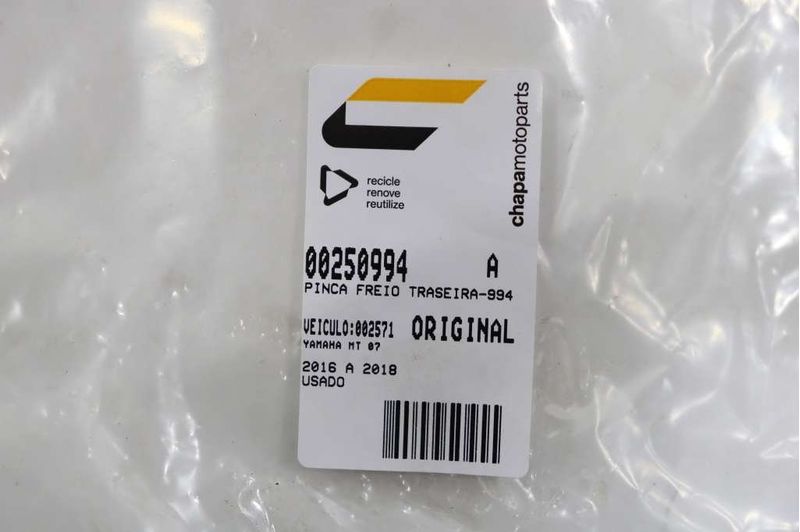 chapamotoparts
recicle
renove
reutilize
00250994 A
PINCA FREIO TRASEIRA-994
VEICULO:002571 ORIGINAL
YAMAHA MT 07
2016 A 2018
USADO